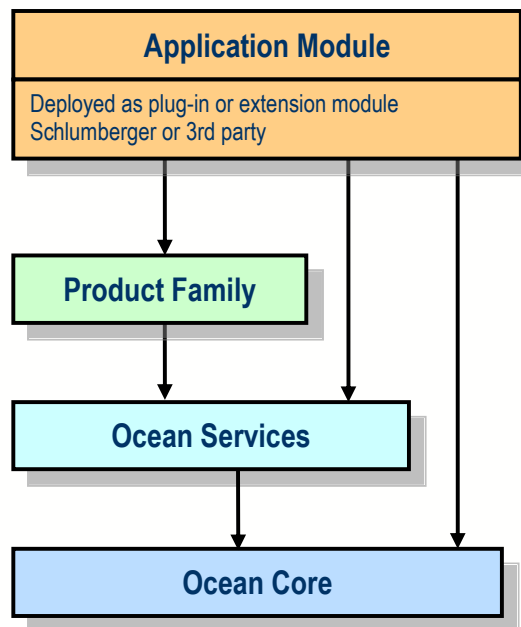 Application Module
Deployed as plug-in or extension module
Schlumberger or 3rd party
Product Family
Ocean Services
Ocean Core